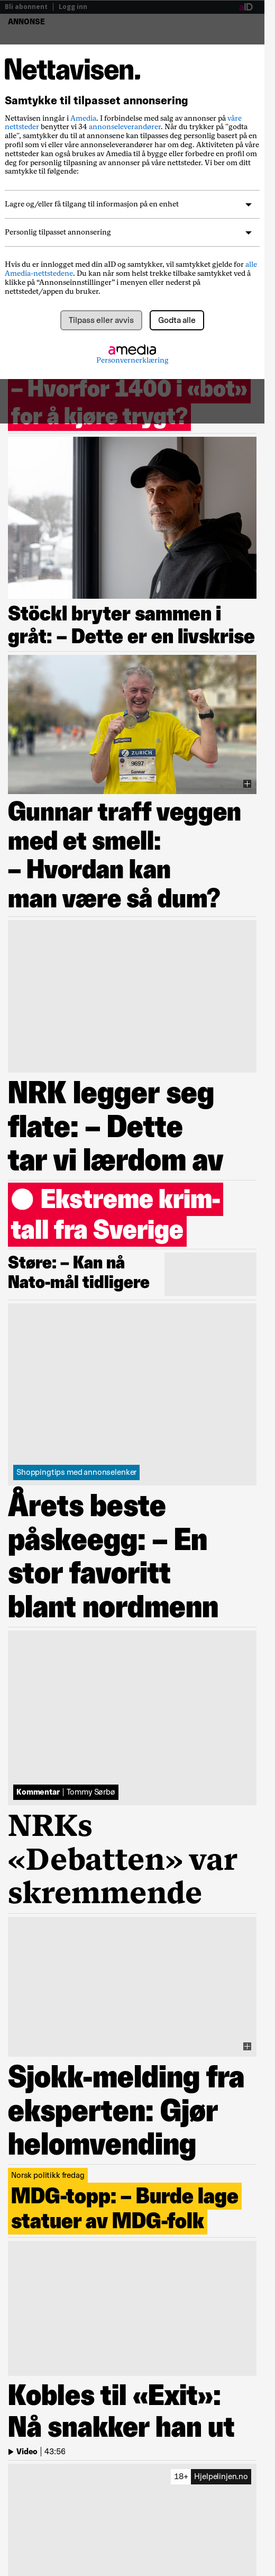 Bli abonnent | Logg inn
aID
ANNONSE
Nettavisen.
Samtykke til tilpasset annonsering
Nettavisen inngår i Amedia. I forbindelse med salg av annonser på våre
nettsteder benytter vi 34 annonseleverandører. Når du trykker på "godta
alle", samtykker du til at annonsene kan tilpasses deg personlig basert på en
profil som vi eller våre annonseleverandører har om deg. Aktiviteten på våre
nettsteder kan også brukes av Amedia til å bygge eller forbedre en profil om
deg for personlig tilpasning av annonser på våre nettsteder. Vi ber om ditt
samtykke til følgende:
Lagre og/eller få tilgang til informasjon på en enhet
Personlig tilpasset annonsering
Hvis du er innlogget med din aID og samtykker, vil samtykket gjelde for alle
Amedia-nettstedene. Du kan når som helst trekke tilbake samtykket ved å
klikke på “Annonseinnstillinger” i menyen eller nederst på
nettstedet/appen du bruker.
Tilpass eller avvis
Godta alle
amedia
Personvernerklæring
– Hvorfor 1400 i «bot»
for å kjøre trygt?
Stöckl bryter sammen i
gråt: – Dette er en livskrise
ZURICH
9697
Gunnar
Gunnar traff veggen
med et smell:
– Hvordan kan
man være så dum?
NRK legger seg
flate: – Dette
tar vi lærdom av
Ekstreme krim-
tall fra Sverige
Støre: – Kan nå
Nato-mål tidligere
Shoppingtips med annonselenker
Årets beste
påskeegg: – En
stor favoritt
blant nordmenn
Kommentar | Tommy Sørbø
NRKs
«Debatten» var
skremmende
Sjokk-melding fra
eksperten: Gjør
helomvending
Norsk politikk fredag
MDG-topp: – Burde lage
statuer av MDG-folk
Kobles til «Exit»:
Nå snakker han ut
Video | 43:56
18+ Hjelpelinjen.no